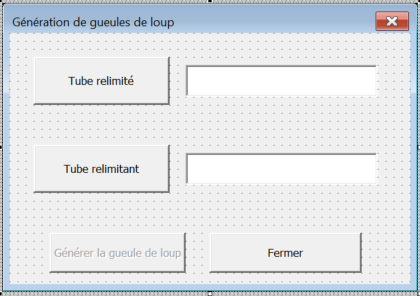 Génération de gueules de loup
Tube relimité
Tube relimitant
Générer la gueule de loup
Fermer